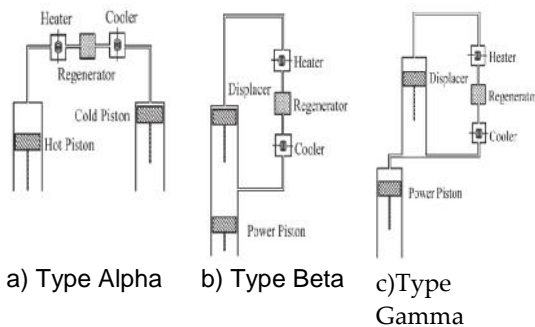 Heater
Cooler
Regenerator
Hot Piston
Cold Piston
a) Type Alpha
Heater
Displacer
Regenerator
Cooler
Power Piston
b) Type Beta
Heater
Displacer
Regenerator
Cooler
Power Piston
c)Type
Gamma